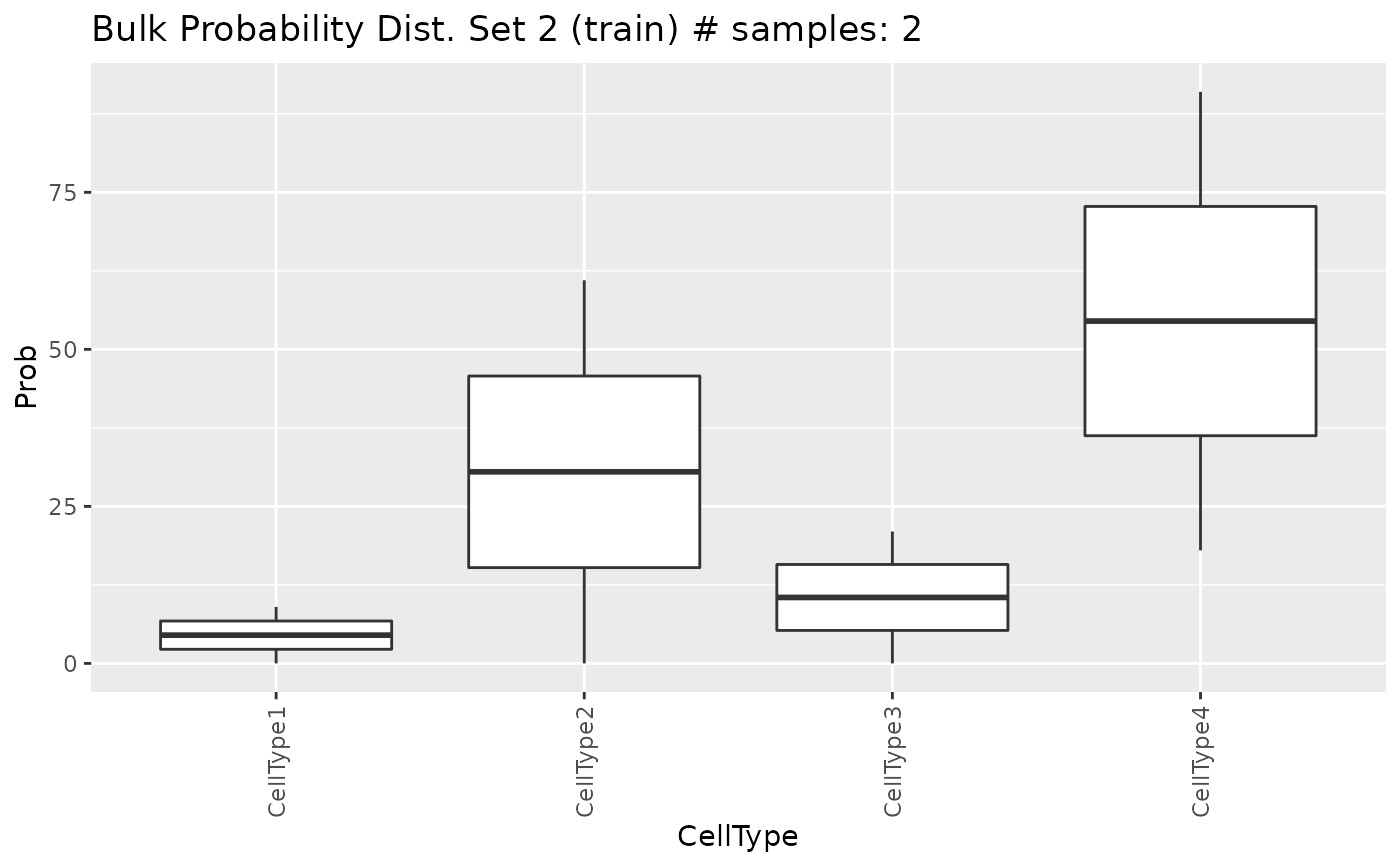 Bulk Probability Dist. Set 2 (train) # samples: 2
Prob
75
50
25
0
CellType1
CellType2
CellType3
CellType4
CellType